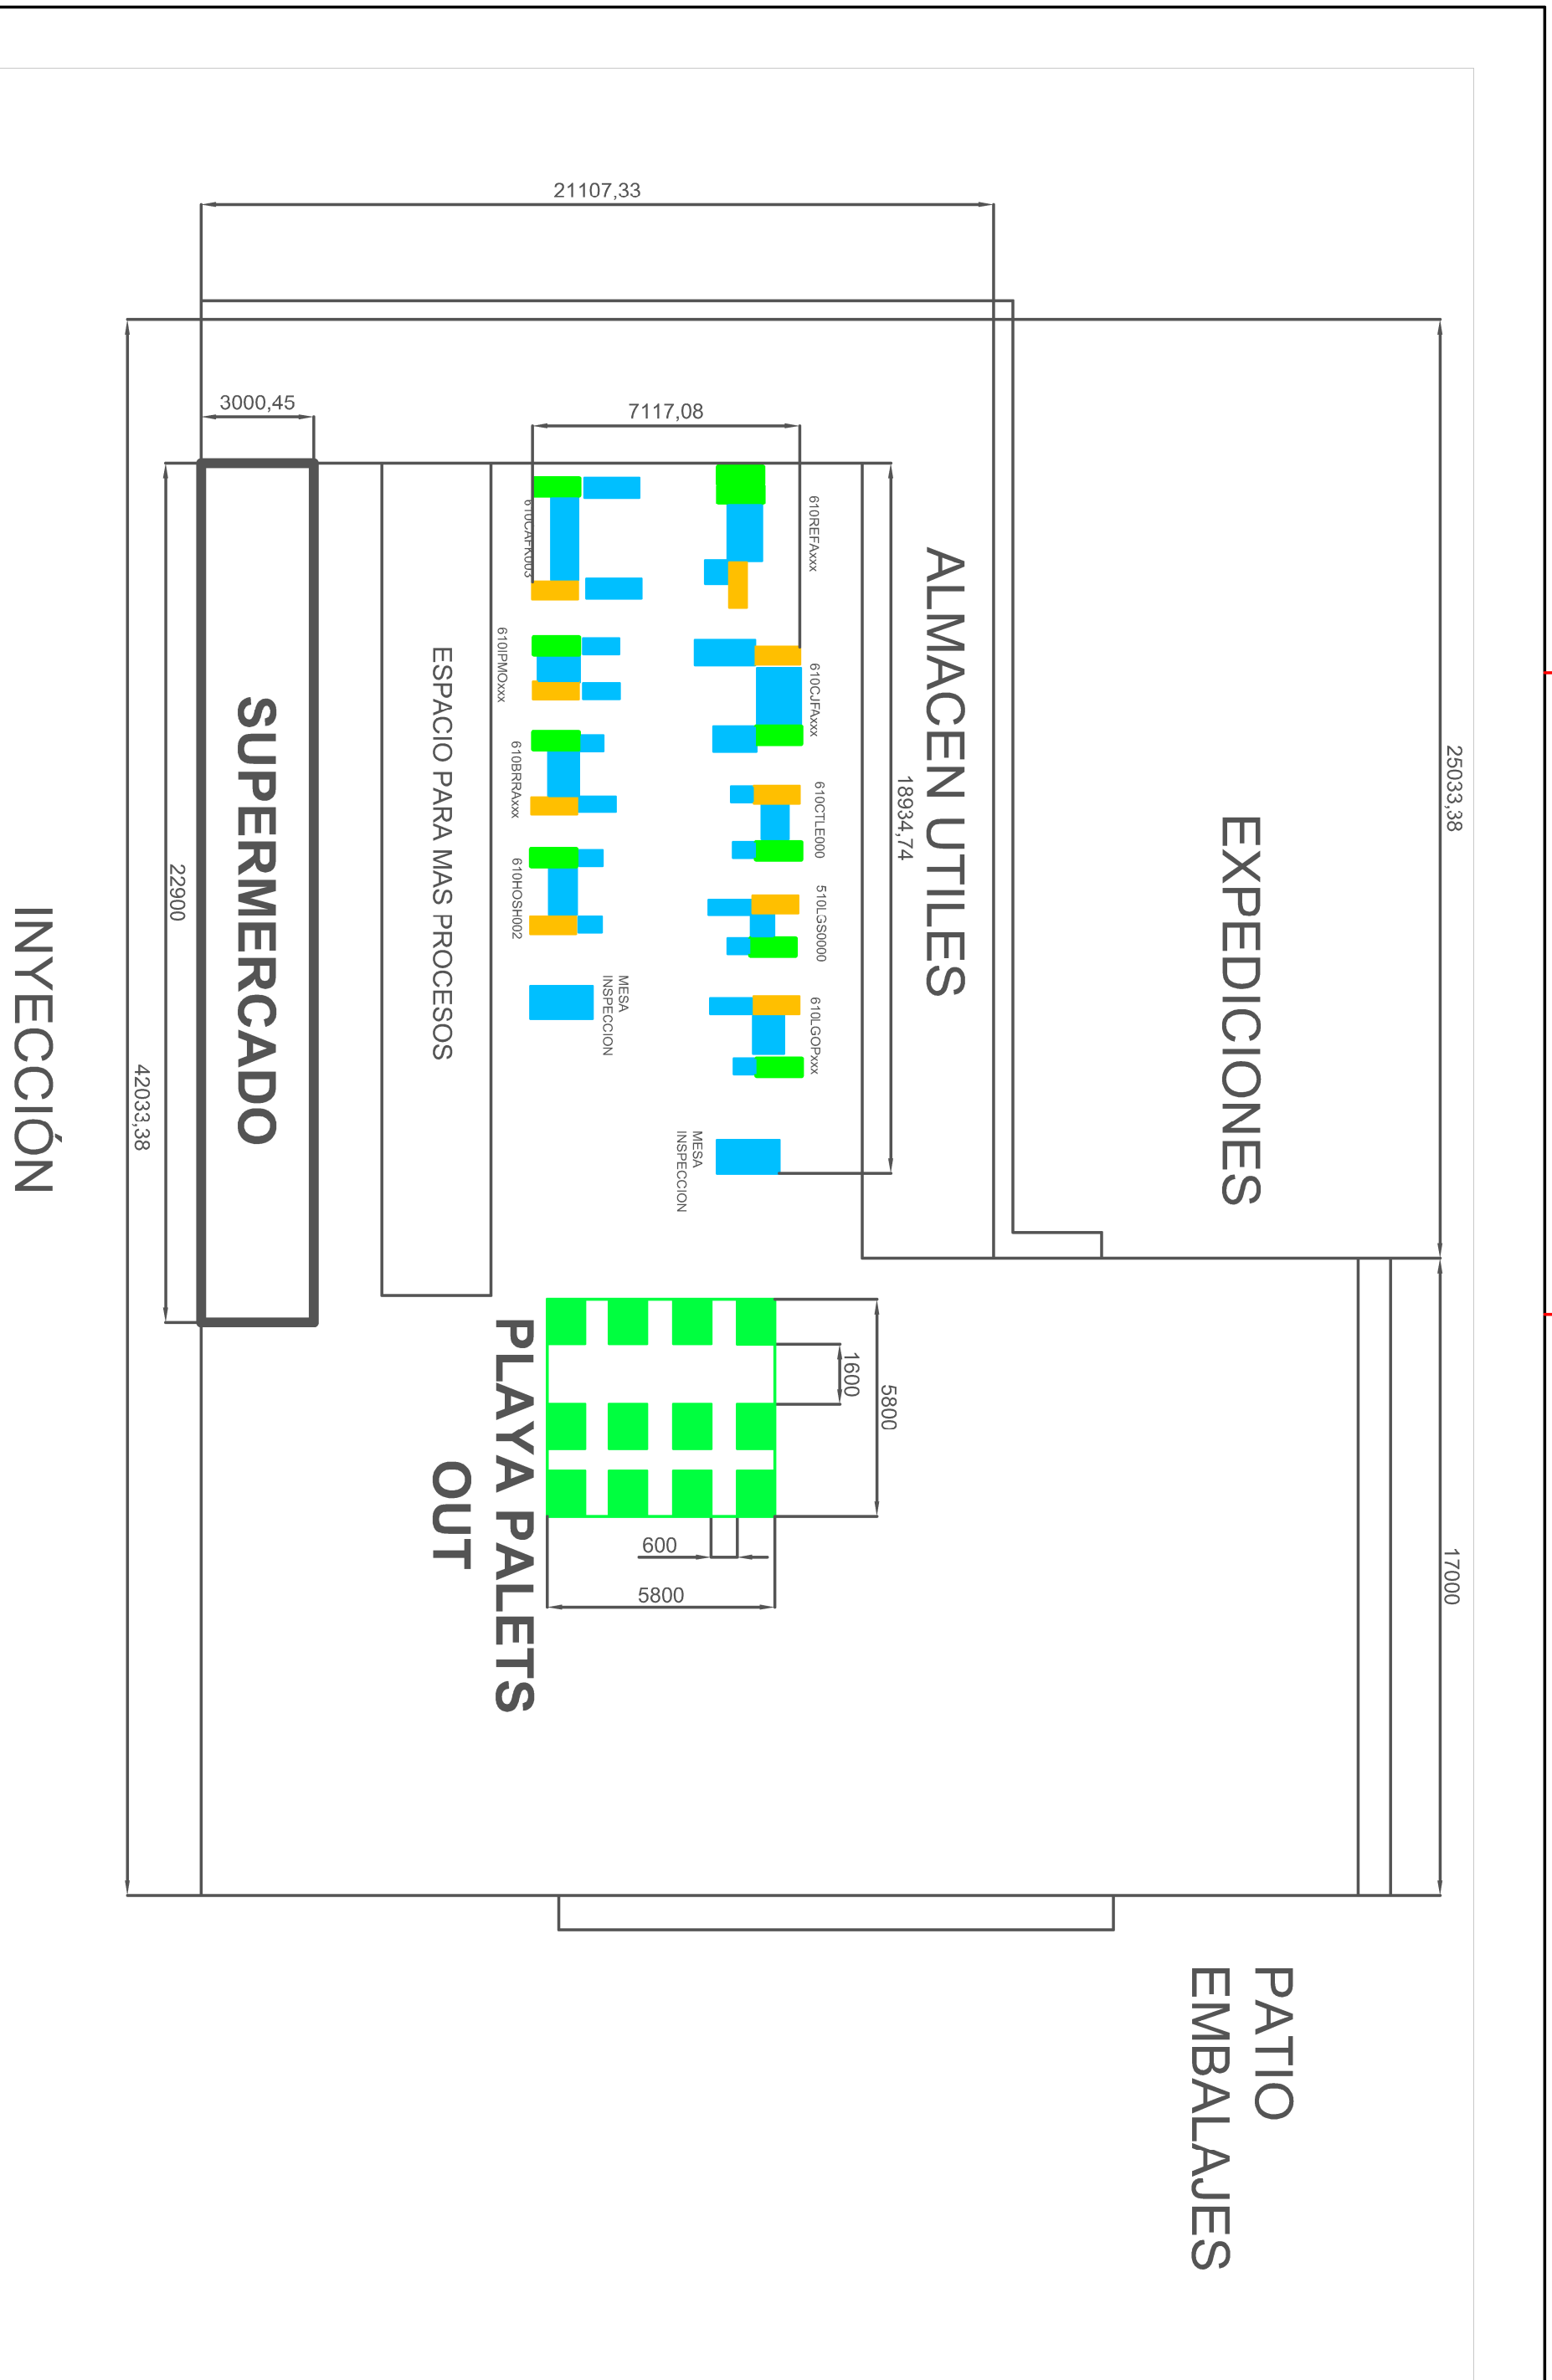 25033,38
17000
PATIO
EMBALAJES
EXPEDICIONES
ALMACEN UTILES
18934,74
5800
1600
610REFAxxx
610CJFAxxx
610CTLE000
510LGS0000
610LGOPxxx
MESA
INSPECCION
21107,33
7117,08
600
5800
MESA
INSPECCION
610CAFK003
610IPMOxxx
610BRRAxxx
610HOSH002
PLAYA PALETS
OUT
ESPACIO PARA MAS PROCESOS
3000,45
SUPERMERCADO
22900
42033,38
INYECCIÓN